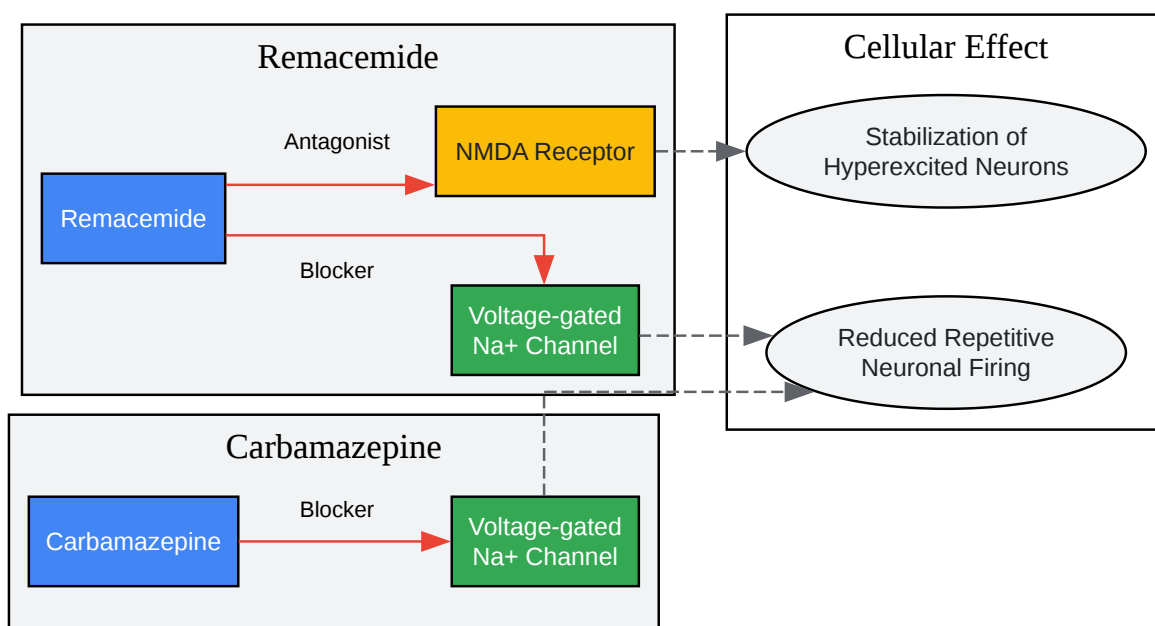 Remacemide
Cellular Effect
Antagonist
NMDA Receptor
Stabilization of
Hyperexcited Neurons
Remacemide
Blocker
Voltage-gated
Na+ Channel
Reduced Repetitive
Neuronal Firing
Carbamazepine
Blocker
Carbamazepine
Voltage-gated
Na+ Channel